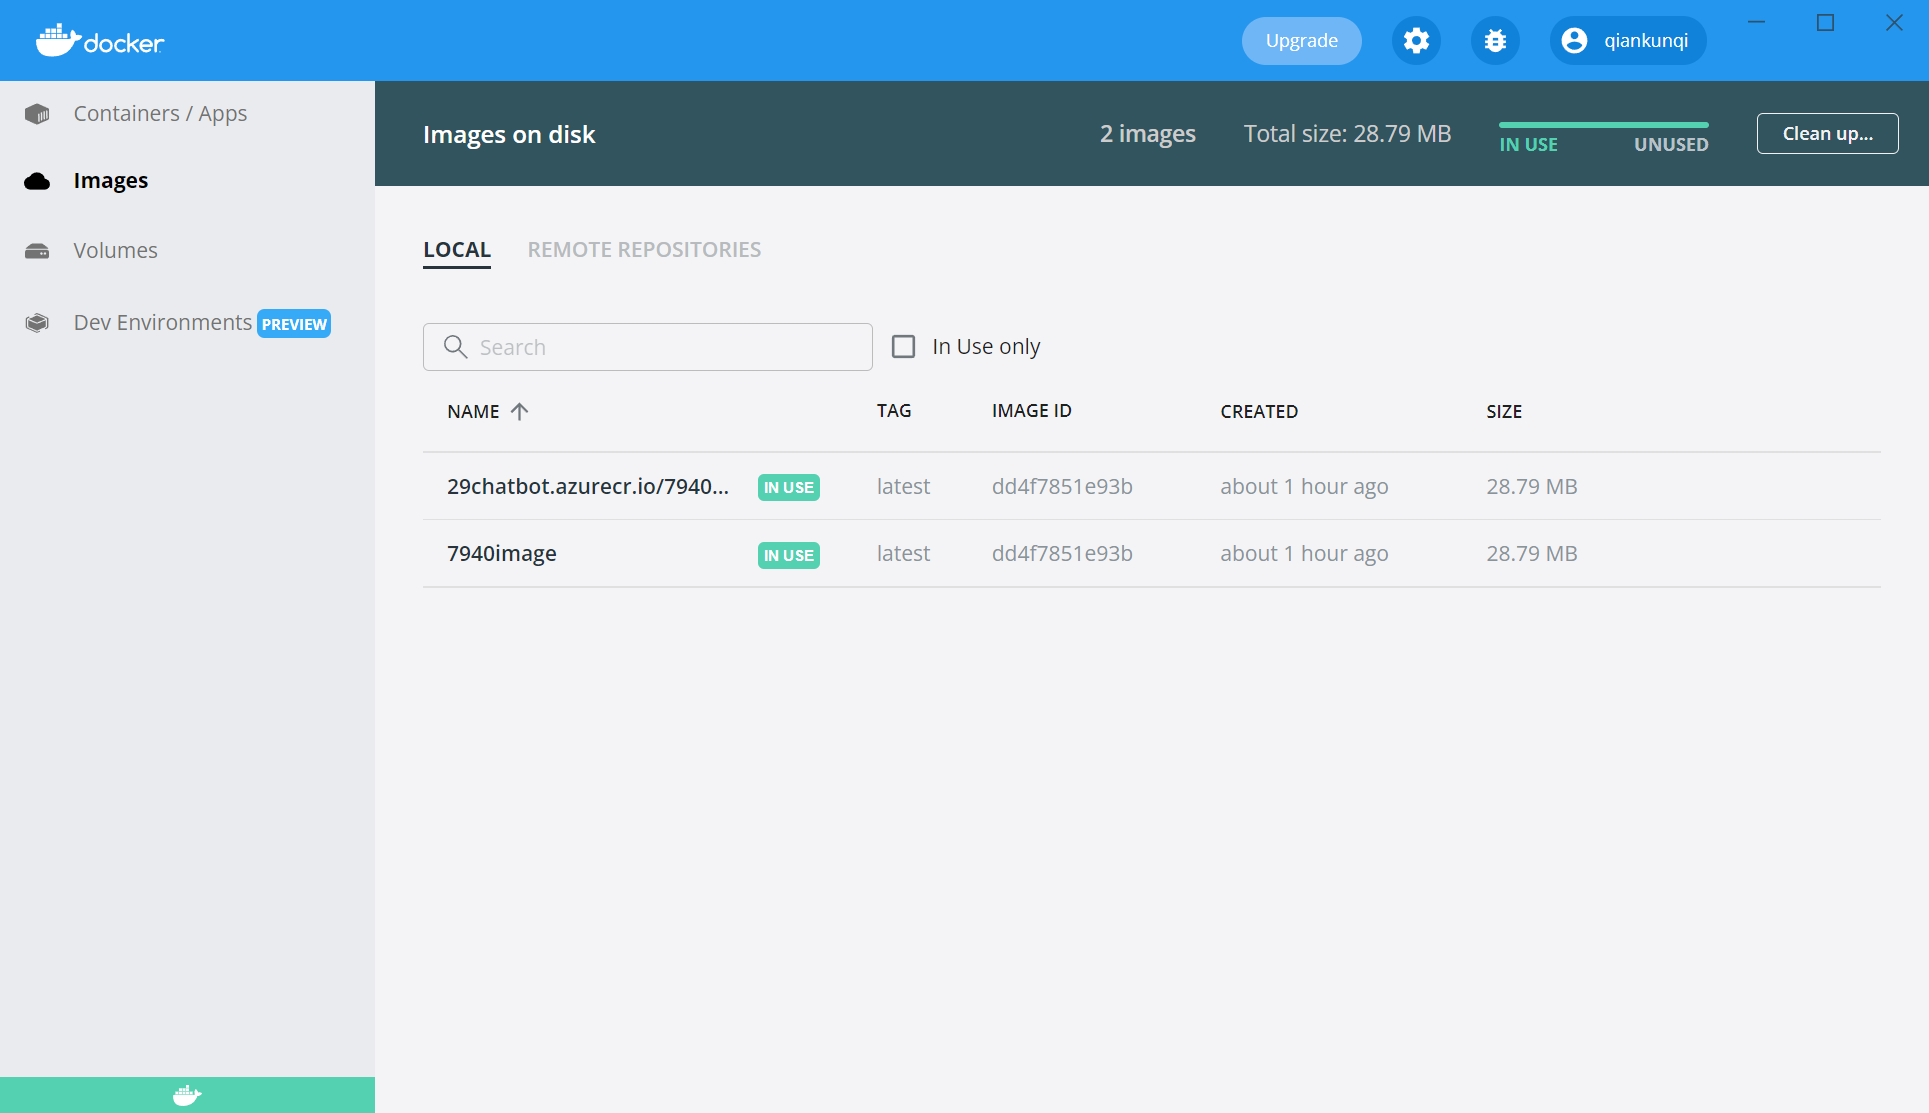 docker
Upgrade
qiankunqi
Containers / Apps
Images
Volumes
Dev Environments PREVIEW
Images on disk
2 images
Total size: 28.79 MB
IN USE UNUSED
Clean up...
LOCAL REMOTE REPOSITORIES
Search
In Use only
NAME TAG IMAGE ID CREATED SIZE
29chatbot.azurecr.io/7940... IN USE latest dd4f7851e93b about 1 hour ago 28.79 MB
7940image IN USE latest dd4f7851e93b about 1 hour ago 28.79 MB